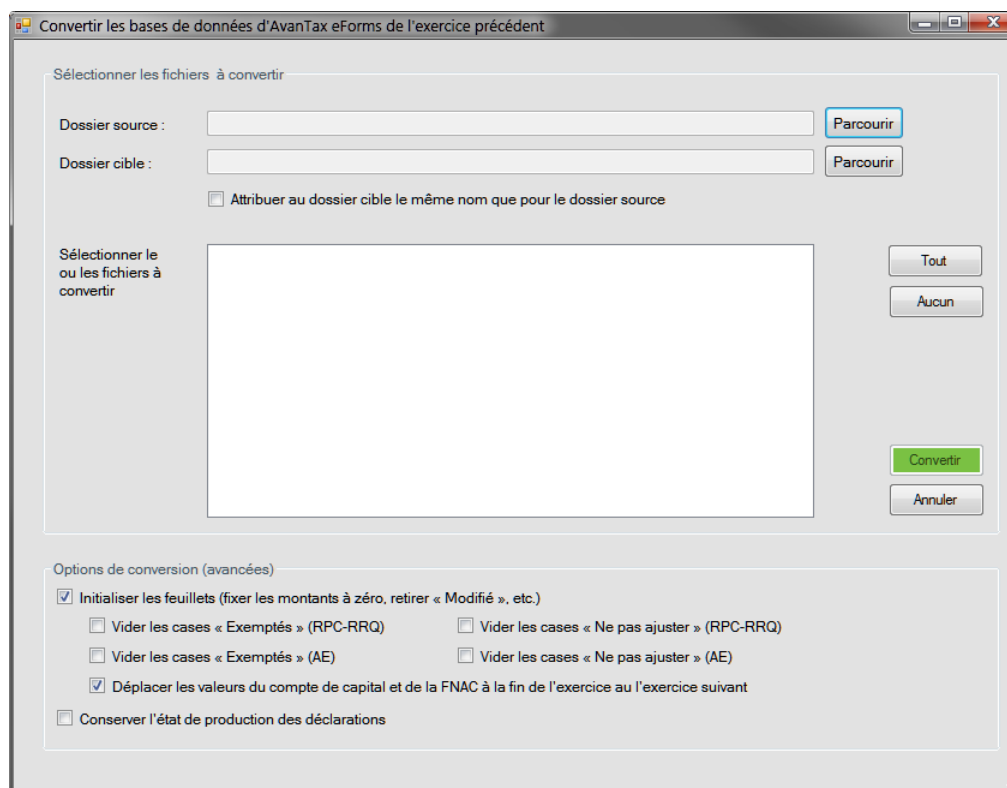 Convertir les bases de données d'AvanTax eForms de l'exercice précédent
Sélectionner les fichiers à convertir
Dossier source :
Parcourir
Dossier cible :
Parcourir
Attribuer au dossier cible le même nom que pour le dossier source
Sélectionner le
ou les fichiers à
convertir
Tout
Aucun
Convertir
Annuler
Options de conversion (avancées)
Initialiser les feuillets (fixer les montants à zéro, retirer « Modifié », etc.)
Vider les cases « Exemptés » (RPC-RRQ)
Vider les cases « Ne pas ajuster » (RPC-RRQ)
Vider les cases « Exemptés » (AE)
Vider les cases « Ne pas ajuster » (AE)
Déplacer les valeurs du compte de capital et de la FNAC à la fin de l'exercice au l'exercice suivant
Conserver l'état de production des déclarations